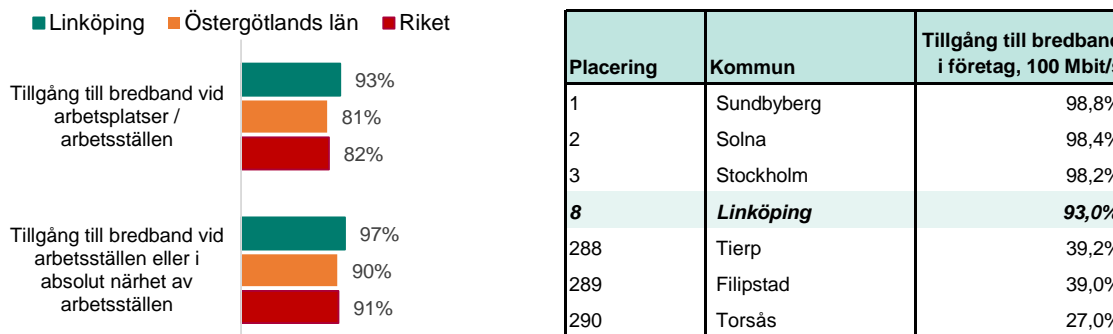 Linköping Östergötlands län Riket
Tillgång till bredband vid
arbetsplatser /
arbetsställen
93%
81%
82%
Tillgång till bredband vid
arbetsställen eller i
absolut närhet av
arbetsställen
97%
90%
91%
Placering Kommun Tillgång till bredband
i företag, 100 Mbit/s
1 Sundbyberg 98,8%
2 Solna 98,4%
3 Stockholm 98,2%
8 Linköping 93,0%
288 Tierp 39,2%
289 Filipstad 39,0%
290 Torsås 27,0%